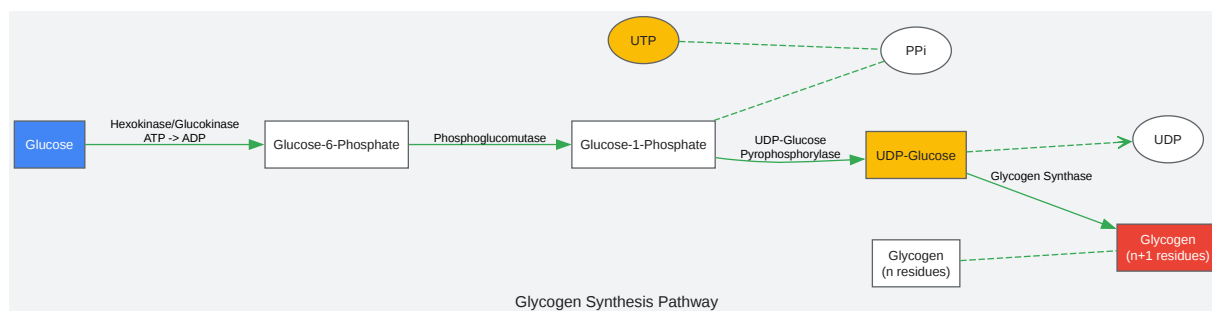 UTP
PPi
Glucose
Hexokinase/Glucokinase
ATP -> ADP
Glucose-6-Phosphate
Phosphoglucomutase
Glucose-1-Phosphate
UDP-Glucose
Pyrophosphorylase
UDP-Glucose
UDP
Glycogen Synthase
Glycogen
(n residues)
Glycogen
(n+1 residues)
Glycogen Synthesis Pathway